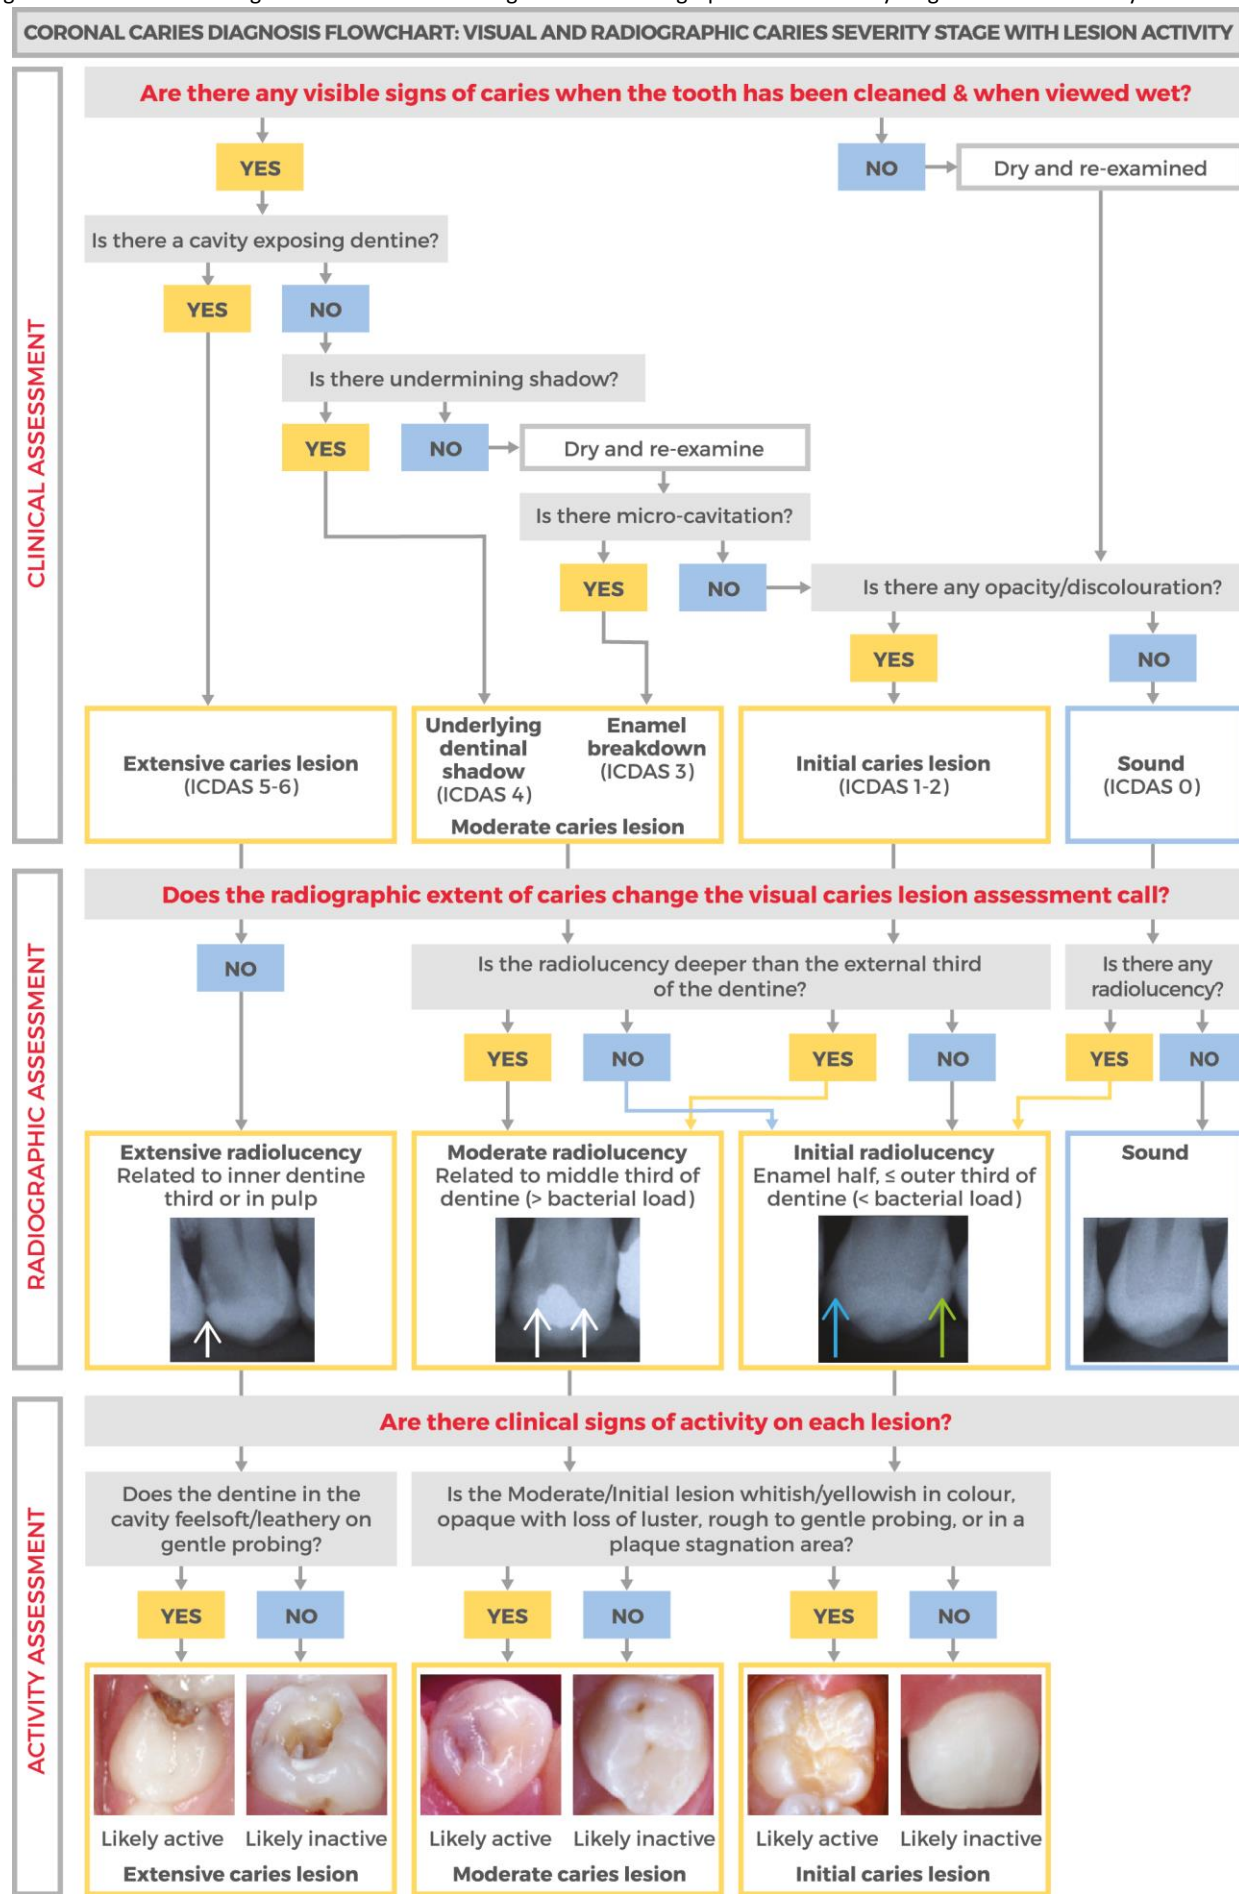 CORONAL CARIES DIAGNOSIS FLOWCHART: VISUAL AND RADIOGRAPHIC CARIES SEVERITY STAGE WITH LESION ACTIVITY
CLINICAL ASSESSMENT
Are there any visible signs of caries when the tooth has been cleaned & when viewed wet?
YES
NO
Dry and re-examined
Is there a cavity exposing dentine?
YES
NO
Is there undermining shadow?
YES
NO
Dry and re-examine
Is there micro-cavitation?
YES
NO
Is there any opacity/discolouration?
YES
NO
Extensive caries lesion
(ICDAS 5-6)
Underlying
dentinal
shadow
(ICDAS 4)
Enamel
breakdown
(ICDAS 3)
Moderate caries lesion
Initial caries lesion
(ICDAS 1-2)
Sound
(ICDAS 0)
RADIOGRAPHIC ASSESSMENT
Does the radiographic extent of caries change the visual caries lesion assessment call?
NO
Is the radiolucency deeper than the external third
of the dentine?
Is there any
radiolucency?
YES
NO
YES
NO
YES
NO
Extensive radiolucency
Related to inner dentine
third or in pulp
Moderate radiolucency
Related to middle third of
dentine (> bacterial load)
Initial radiolucency
Enamel half, ≤ outer third of
dentine (< bacterial load)
Sound
ACTIVITY ASSESSMENT
Are there clinical signs of activity on each lesion?
Does the dentine in the
cavity feelsoft/leathery on
gentle probing?
Is the Moderate/Initial lesion whitish/yellowish in colour,
opaque with loss of luster, rough to gentle probing, or in a
plaque stagnation area?
YES
NO
YES
NO
YES
NO
Likely active
Likely inactive
Extensive caries lesion
Likely active
Likely inactive
Moderate caries lesion
Likely active
Likely inactive
Initial caries lesion